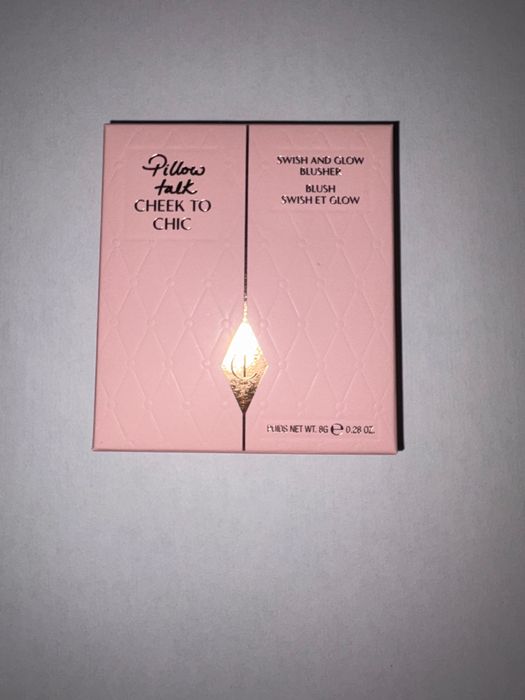 Pillow
talk
CHEEK TO
CHIC
SWISH AND GLOW
BLUSHER
BLUSH
SWISH ET GLOW
POIDS NET WT. 8G ℮ 0.28 OZ.